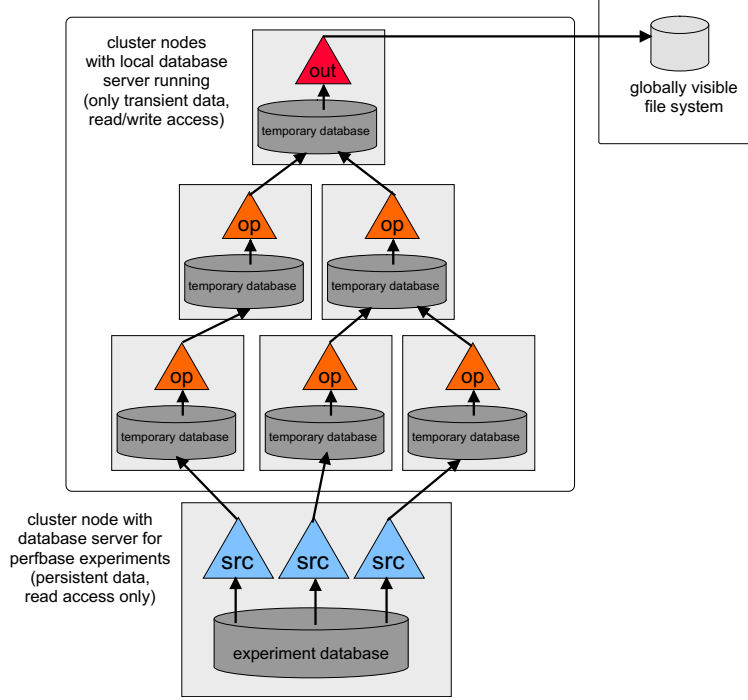 cluster nodes
with local database
server running
(only transient data,
read/write access)
out
temporary database
globally visible
file system
op
op
temporary database
temporary database
op
op
op
temporary database
temporary database
temporary database
cluster node with
database server for
perfbase experiments
(persistent data,
read access only)
src
src
src
experiment database